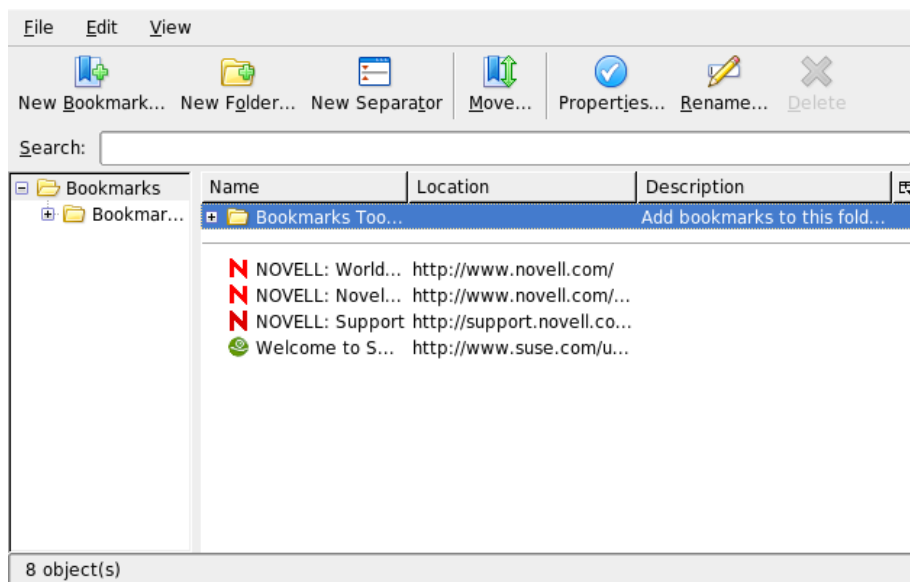 File Edit View
New Bookmark... New Folder... New Separator Move... Properties... Rename... Delete
Search:
Bookmarks Name Location Description
Bookmar... Bookmarks Too... Add bookmarks to this fold...
NOVELL: World... http://www.novell.com/
NOVELL: Novel... http://www.novell.com/...
NOVELL: Support http://support.novell.co...
Welcome to S... http://www.suse.com/u...
8 object(s)